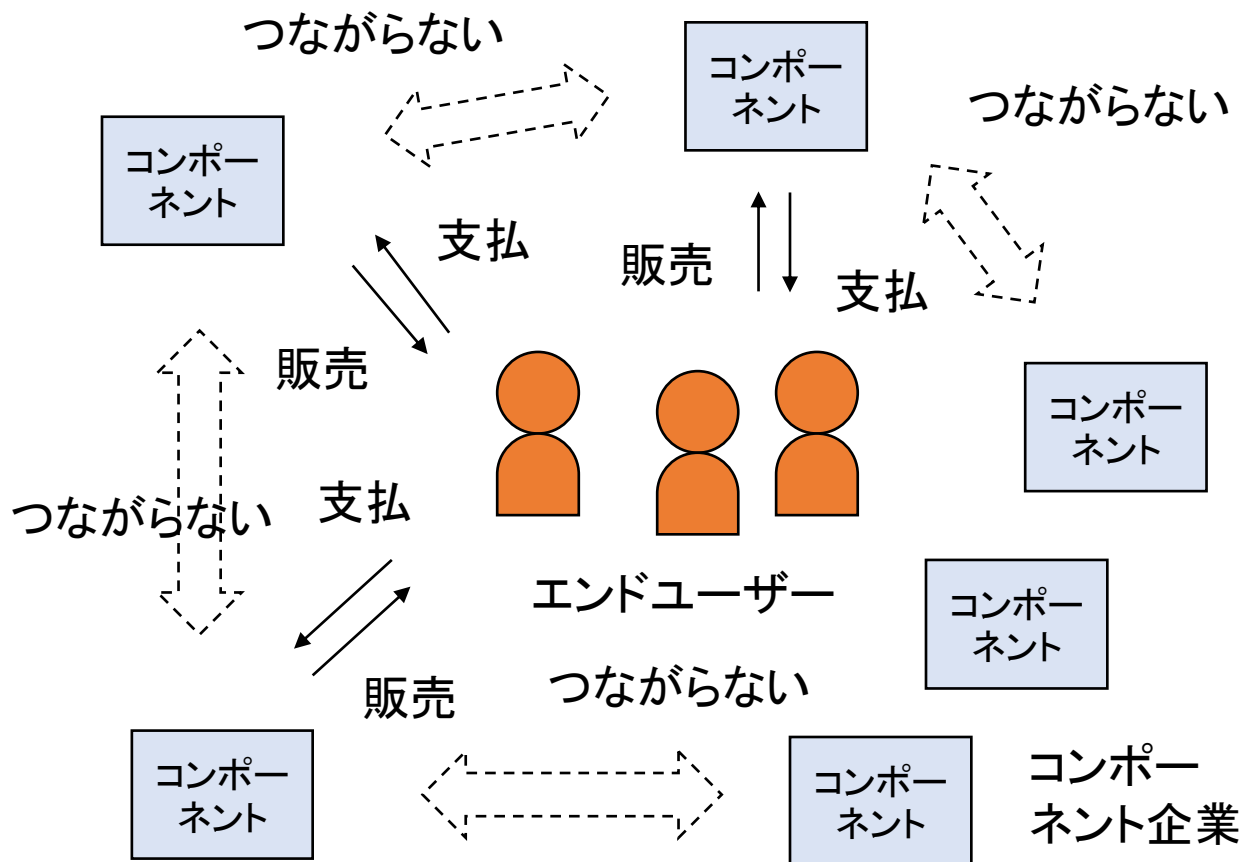 つながらない
コンポー
ネント
つながらない
コンポー
ネント
支払
販売
支払
販売
コンポー
ネント
つながらない
支払
エンドユーザー
コンポー
ネント
販売
つながらない
コンポー
ネント
コンポー
ネント
コンポー
ネント企業